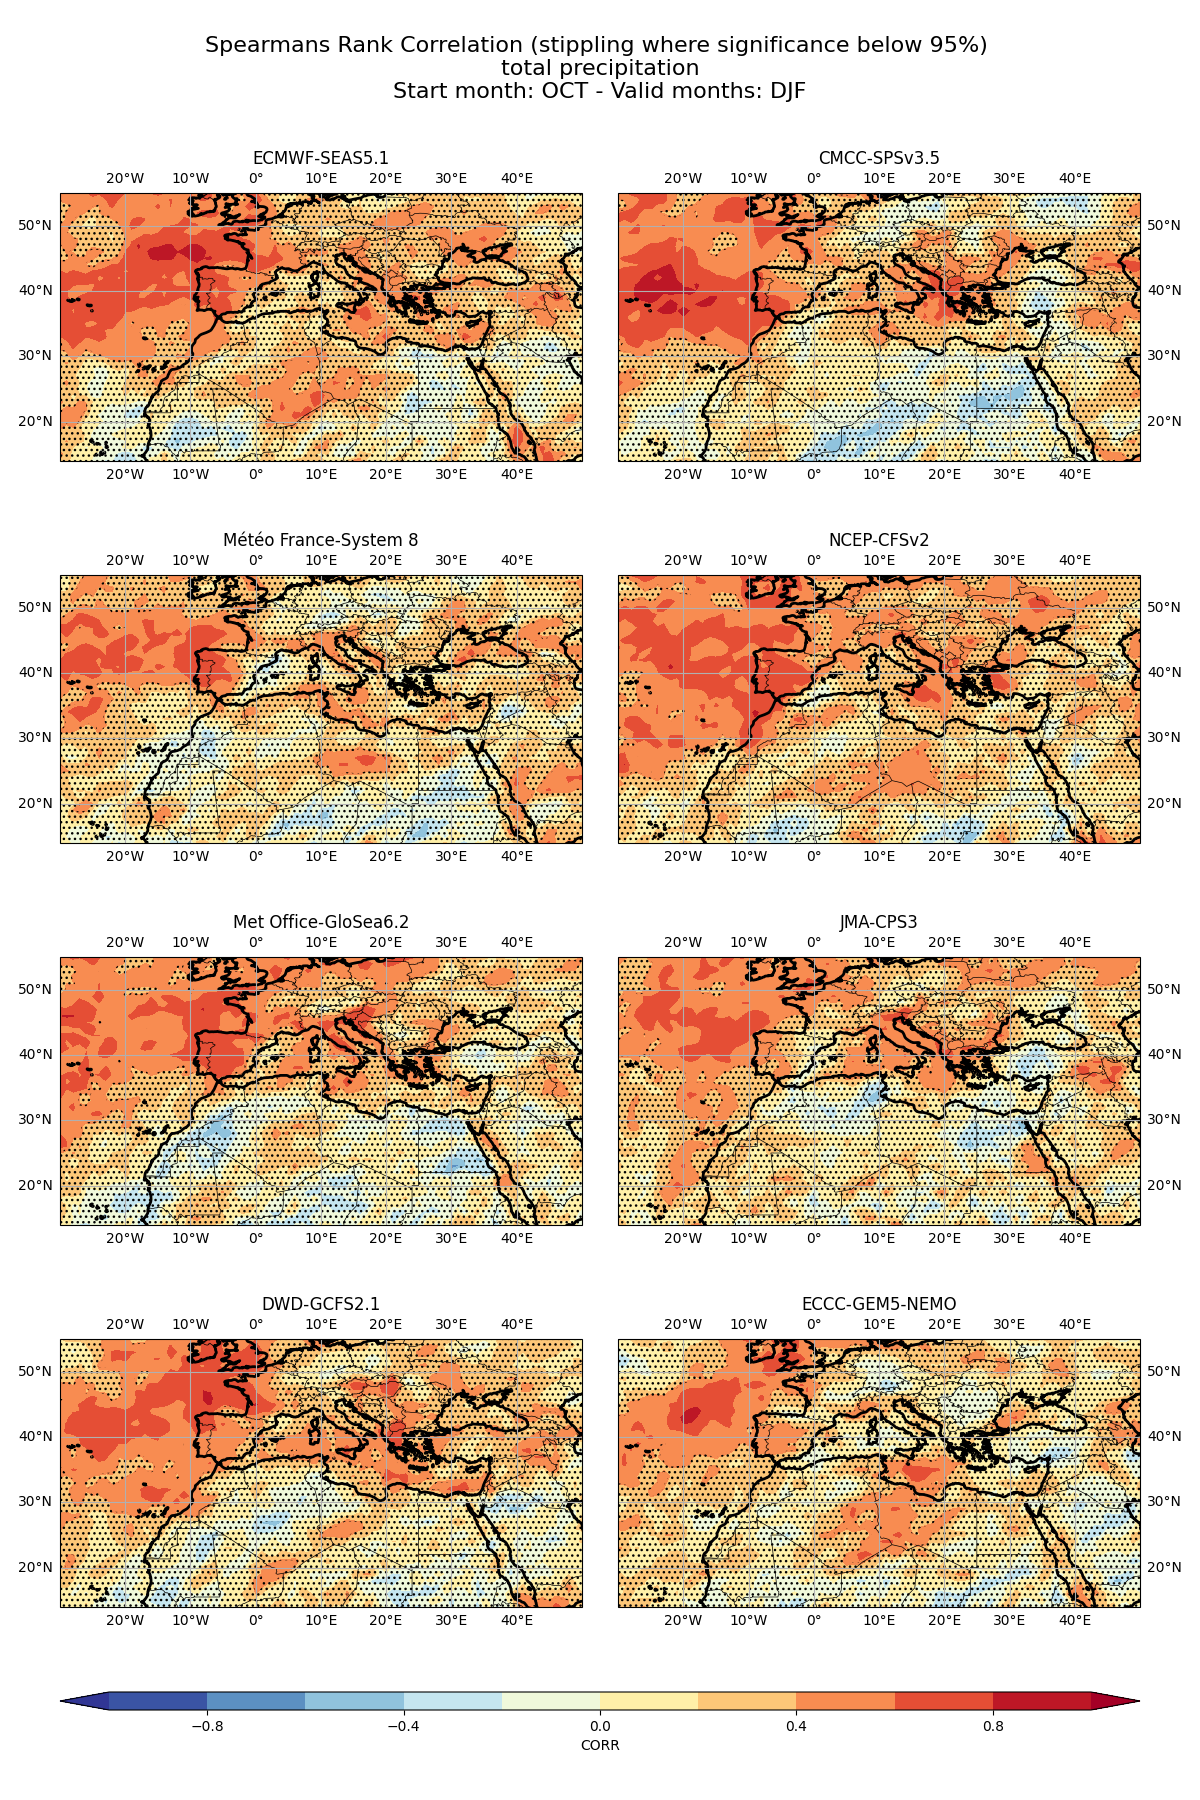 Spearmans Rank Correlation (stippling where significance below 95%)
total precipitation
Start month: OCT - Valid months: DJF
ECMWF-SEAS5.1
20°W 10°W 0° 10°E 20°E 30°E 40°E
50°N
40°N
30°N
20°N
20°W 10°W 0° 10°E 20°E 30°E 40°E
CMCC-SPSv3.5
20°W 10°W 0° 10°E 20°E 30°E 40°E
50°N
40°N
30°N
20°N
20°W 10°W 0° 10°E 20°E 30°E 40°E
Météo France-System 8
20°W 10°W 0° 10°E 20°E 30°E 40°E
50°N
40°N
30°N
20°N
20°W 10°W 0° 10°E 20°E 30°E 40°E
NCEP-CFSv2
20°W 10°W 0° 10°E 20°E 30°E 40°E
50°N
40°N
30°N
20°N
20°W 10°W 0° 10°E 20°E 30°E 40°E
Met Office-GloSea6.2
20°W 10°W 0° 10°E 20°E 30°E 40°E
50°N
40°N
30°N
20°N
20°W 10°W 0° 10°E 20°E 30°E 40°E
JMA-CPS3
20°W 10°W 0° 10°E 20°E 30°E 40°E
50°N
40°N
30°N
20°N
20°W 10°W 0° 10°E 20°E 30°E 40°E
DWD-GCFS2.1
20°W 10°W 0° 10°E 20°E 30°E 40°E
50°N
40°N
30°N
20°N
20°W 10°W 0° 10°E 20°E 30°E 40°E
ECCC-GEM5-NEMO
20°W 10°W 0° 10°E 20°E 30°E 40°E
50°N
40°N
30°N
20°N
20°W 10°W 0° 10°E 20°E 30°E 40°E
−0.8 −0.4 0.0 0.4 0.8
CORR